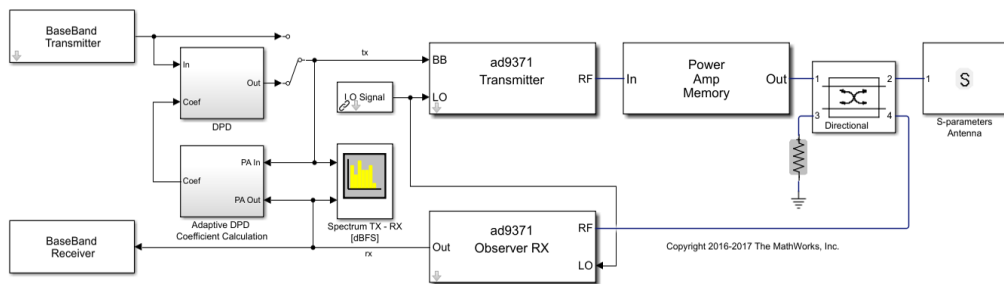 BaseBand
Transmitter
In
Out
Coef
DPD
tx
LO Signal
BB
LO
ad9371
Transmitter
RF
In
Power
Amp
Memory
Out
1
2
3
4
Directional
1
S
S-parameters
Antenna
Coef
PA In
PA Out
Adaptive DPD
Coefficient Calculation
Spectrum TX - RX
[dBFS]
BaseBand
Receiver
rx
Out
ad9371
Observer RX
RF
LO
Copyright 2016-2017 The MathWorks, Inc.